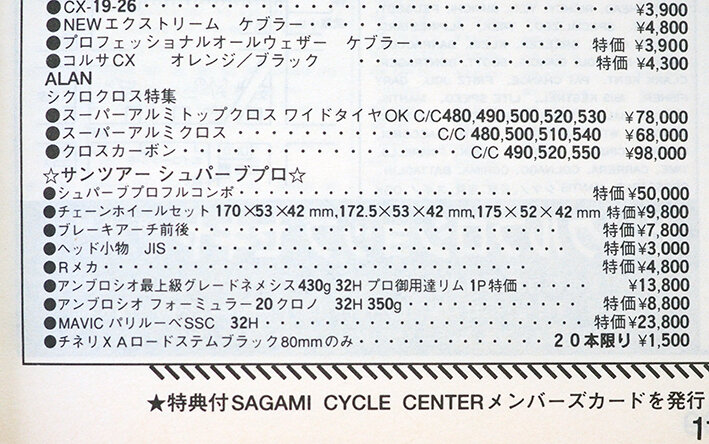 ●CX-19-26・・・・・・・・・・・・・・・・・・・・¥3,900
●NEWエクストリーム　ケブラー・・・・・・・・・・・・・¥4,800
●プロフェッショナルオールウェザー　ケブラー・・・・・・特価 ¥3,900
●コルサCX　オレンジ／ブラック　・・・・・・・・・・特価 ¥4,300
ALAN
シクロクロス特集
●スーパーアルミトップクロス ワイドタイヤOK C/C480,490,500,520,530　¥78,000
●スーパーアルミクロス・・・・・・・・・・C/C 480,500,510,540　¥68,000
●クロスカーボン・・・・・・・・・・・・・C/C 490,520,550　¥98,000
☆サンツアー シュパーブプロ☆
●シュパーブプロフルコンボ・・・・・・・・・・・・・・・特価 ¥50,000
●チェーンホイールセット 170×53×42 mm,172.5×53×42 mm,175×52×42 mm 特価 ¥9,800
●ブレーキアーチ前後・・・・・・・・・・・・・・・・・・特価 ¥7,800
●ヘッド小物　JIS・・・・・・・・・・・・・・・・・・特価 ¥3,000
●Rメカ・・・・・・・・・・・・・・・・・・・・・・特価 ¥4,800
●アンブロシオ最上級グレードネメシス430g 32H プロ御用達リム 1P特価・・・・・¥13,800
●アンブロシオ フォーミュラー20クロノ　32H 350g・・・・・・・・・・特価 ¥8,800
●MAVIC パリルーベSSC　32H・・・・・・・・・・・・・・・特価 ¥23,800
●チネリＸＡロードステムブラック80mmのみ・・・・・・・・・・２０本限り ¥1,500
★特典付SAGAMI CYCLE CENTERメンバーズカードを発行